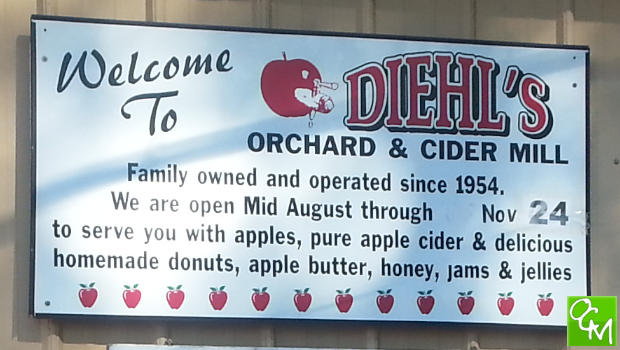 Welcome
To
DIEHL'S
ORCHARD & CIDER MILL
Family owned and operated since 1954.
We are open Mid August through Nov 24
to serve you with apples, pure apple cider & delicious
homemade donuts, apple butter, honey, jams & jellies
OCM